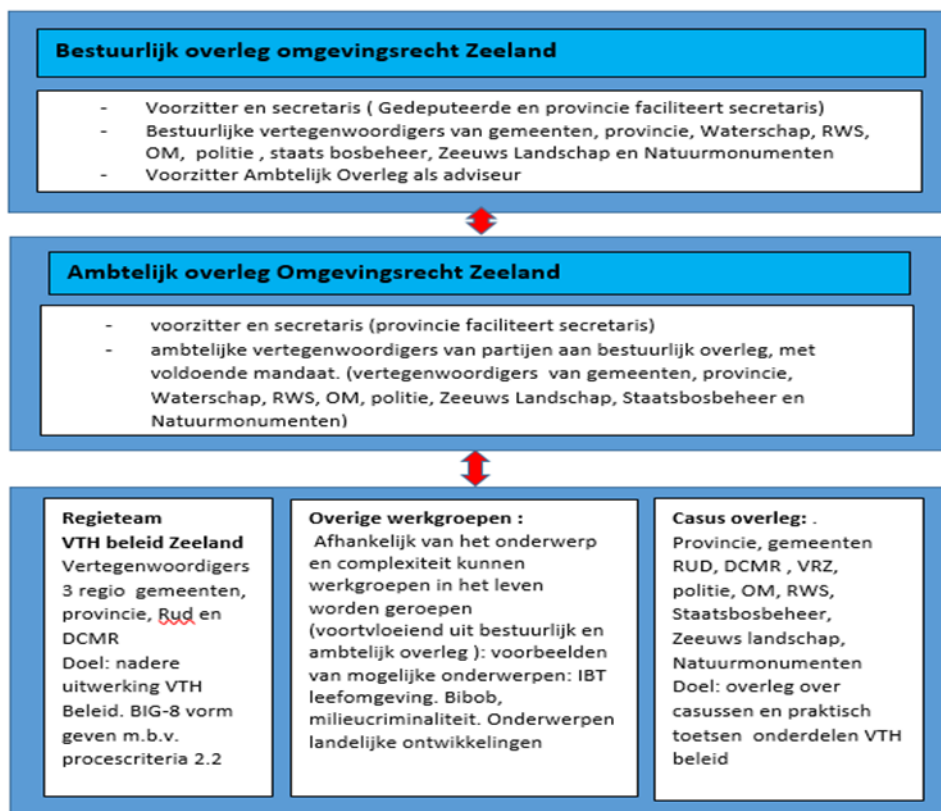 Bestuurlijk overleg omgevingsrecht Zeeland
- Voorzitter en secretaris ( Gedeputeerde en provincie faciliteert secretaris)
- Bestuurlijke vertegenwoordigers van gemeenten, provincie, Waterschap, RWS,
OM, politie , staats bosbeheer, Zeeuws Landschap en Natuurmonumenten
- Voorzitter Ambtelijk Overleg als adviseur
Ambtelijk overleg Omgevingsrecht Zeeland
- voorzitter en secretaris (provincie faciliteert secretaris)
- ambtelijke vertegenwoordigers van partijen aan bestuurlijk overleg, met
voldoende mandaat. (vertegenwoordigers van gemeenten, provincie,
Waterschap, RWS, OM, politie, Zeeuws Landschap, Staatsbosbeheer en
Natuurmonumenten)
Regieteam
VTH beleid Zeeland
Vertegenwoordigers
3 regio gemeenten,
provincie, Rud en
DCMR
Doel: nadere
uitwerking VTH
Beleid. BIG-8 vorm
geven m.b.v.
procescriteria 2.2
Overige werkgroepen :
Afhankelijk van het onderwerp
en complexiteit kunnen
werkgroepen in het leven
worden geroepen
(voortvloeiend uit bestuurlijk en
ambtelijk overleg ): voorbeelden
van mogelijke onderwerpen: IBT
leefomgeving. Bibob,
milieucriminaliteit. Onderwerpen
landelijke ontwikkelingen
Casus overleg: .
Provincie, gemeenten
RUD, DCMR , VRZ,
politie, OM, RWS,
Staatsbosbeheer,
Zeeuws landschap,
Natuurmonumenten
Doel: overleg over
casussen en praktisch
toetsen onderdelen VTH
beleid